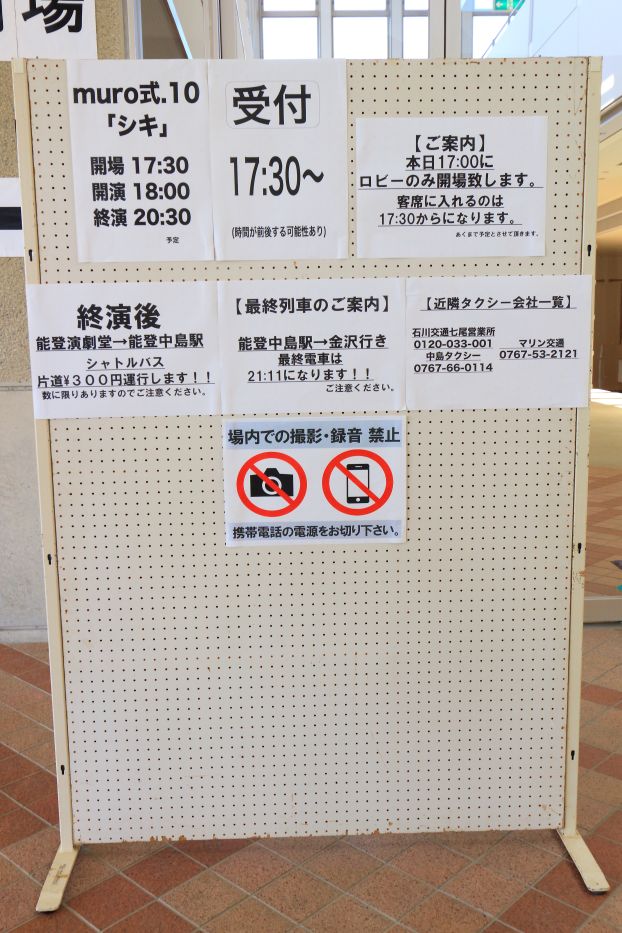 場
muro式.10
「シキ」
開場 17:30
開演 18:00
終演 20:30
予定
受付
17:30～
(時間が前後する可能性あり)
【ご案内】
本日17:00に
ロビーのみ開場致します。
客席に入れるのは
17:30からになります。
あくまで予定とさせて頂きます。
終演後
能登演劇堂→能登中島駅
シャトルバス
片道¥３００円運行します！！
数に限りありますのでご注意ください。
【最終列車のご案内】
能登中島駅→金沢行き
最終電車は
21:11になります！！
ご注意ください。
【近隣タクシー会社一覧】
石川交通七尾営業所
0120-033-001
中島タクシー
0767-66-0114
マリン交通
0767-53-2121
場内での撮影・録音 禁止
携帯電話の電源をお切り下さい。